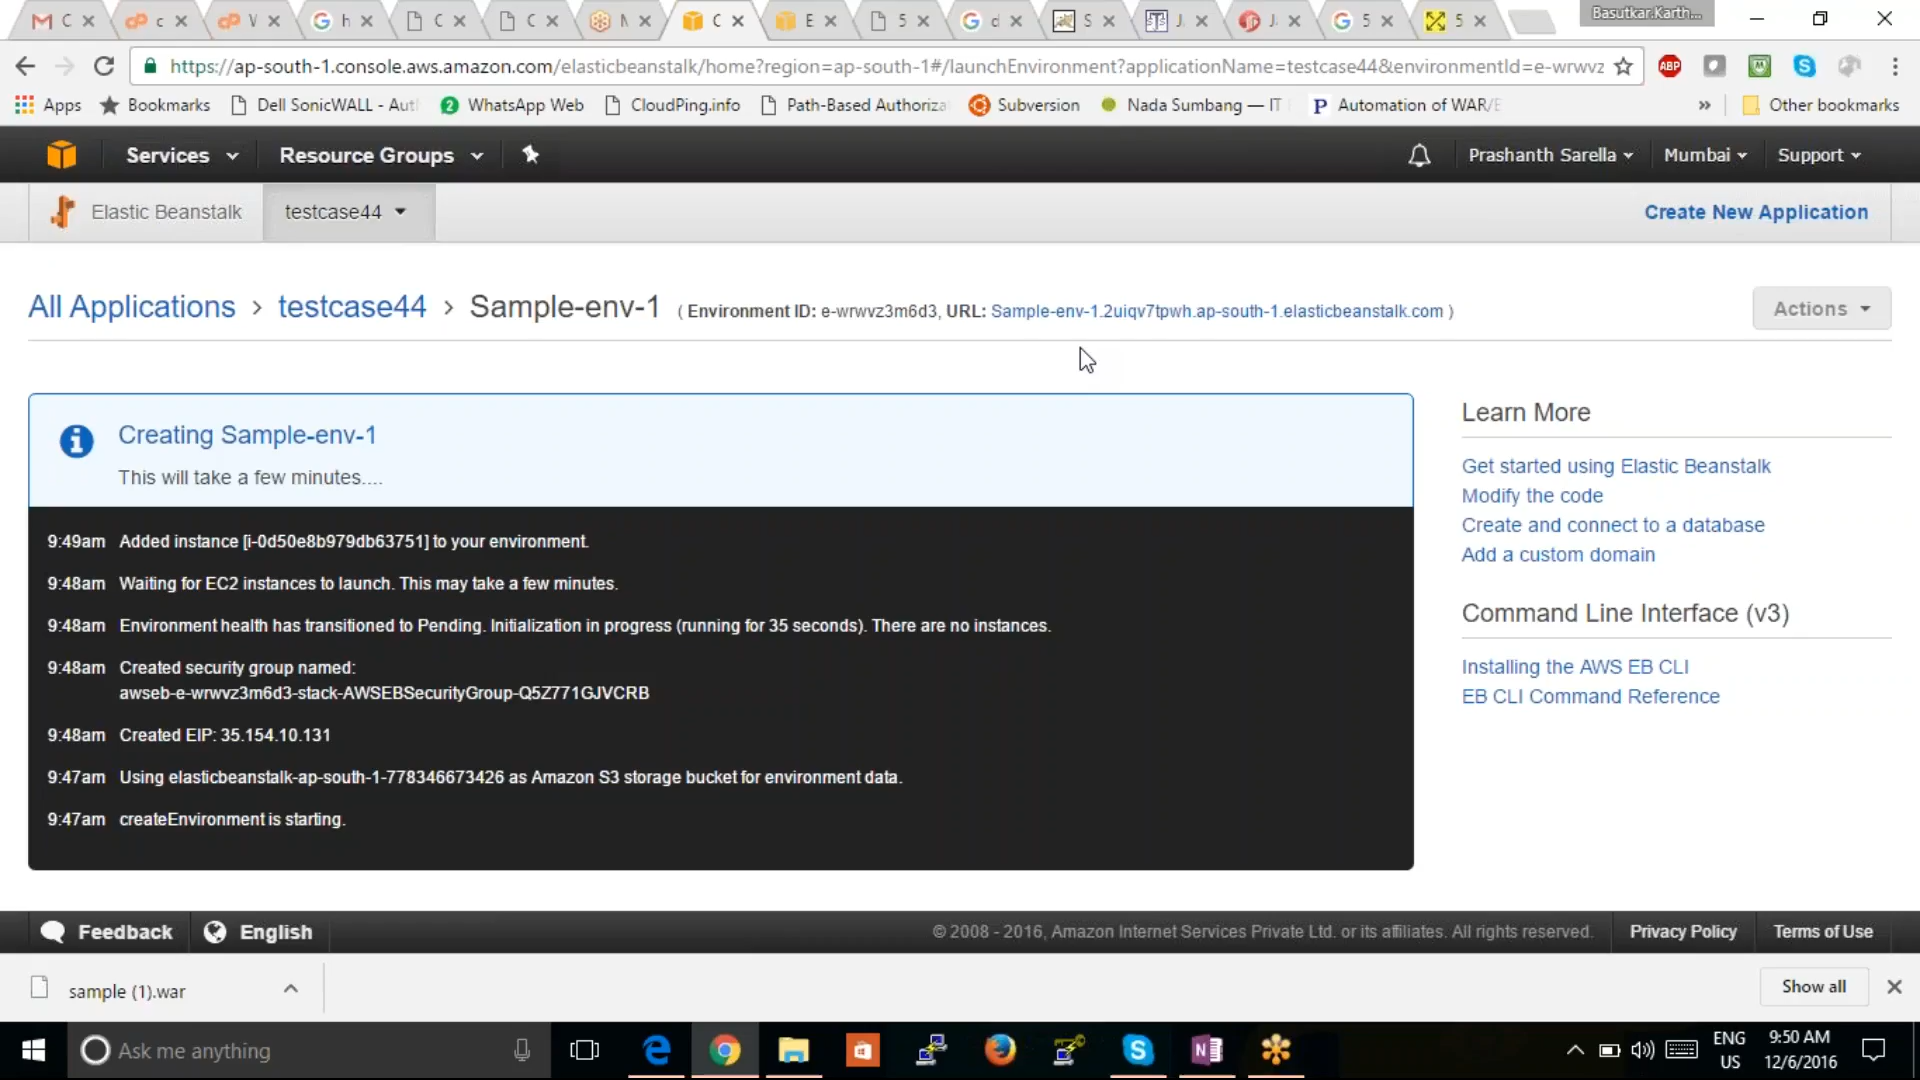 C
c
V
h
C
C
M
C
E
5
d
S
J
J
5
5
Basutkar.Karth...
https://ap-south-1.console.aws.amazon.com/elasticbeanstalk/home?region=ap-south-1#/launchEnvironment?applicationName=testcase44&environmentId=e-wrwvz
ABP
Apps
Bookmarks
Dell SonicWALL - Aut
2
WhatsApp Web
CloudPing.info
Path-Based Authoriza
Subversion
Nada Sumbang — IT
P
Automation of WAR/E
»
Other bookmarks
Services
Resource Groups
Prashanth Sarella
Mumbai
Support
Elastic Beanstalk
testcase44
Create New Application
All Applications > testcase44 > Sample-env-1 ( Environment ID: e-wrwvz3m6d3, URL: Sample-env-1.2uiqv7tpwh.ap-south-1.elasticbeanstalk.com )
Actions
Creating Sample-env-1
This will take a few minutes....
9:49am Added instance [i-0d50e8b979db63751] to your environment.
9:48am Waiting for EC2 instances to launch. This may take a few minutes.
9:48am Environment health has transitioned to Pending. Initialization in progress (running for 35 seconds). There are no instances.
9:48am Created security group named:
awseb-e-wrwvz3m6d3-stack-AWSEBSecurityGroup-Q5Z771GJVCRB
9:48am Created EIP: 35.154.10.131
9:47am Using elasticbeanstalk-ap-south-1-778346673426 as Amazon S3 storage bucket for environment data.
9:47am createEnvironment is starting.
Learn More
Get started using Elastic Beanstalk
Modify the code
Create and connect to a database
Add a custom domain
Command Line Interface (v3)
Installing the AWS EB CLI
EB CLI Command Reference
Feedback
English
© 2008 - 2016, Amazon Internet Services Private Ltd. or its affiliates. All rights reserved.
Privacy Policy
Terms of Use
sample (1).war
Show all
Ask me anything
ENG
US
9:50 AM
12/6/2016